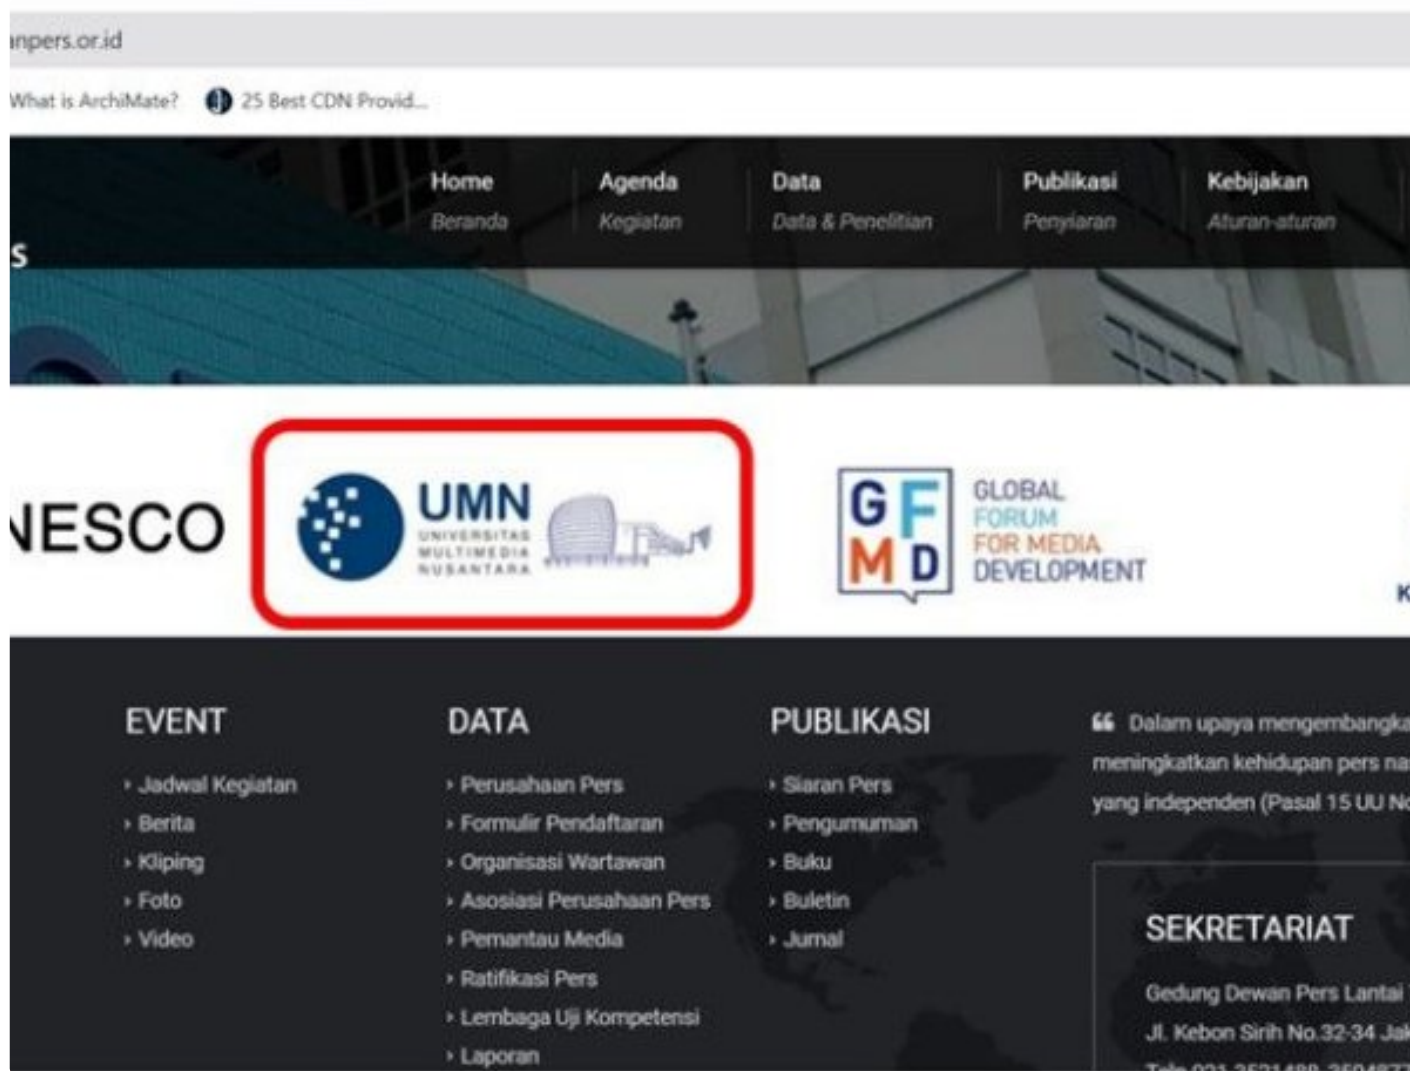 anpers.or.id
What is ArchiMate? 25 Best CDN Provid...
Home Agenda Data Publikasi Kebijakan
Beranda Kegiatan Data & Penelitian Penyiaran Aturan-aturan
s
NESCO
UMN
UNIVERSITAS
MULTIMEDIA
NUSANTARA
G F
M D
GLOBAL
FORUM
FOR MEDIA
DEVELOPMENT
K
EVENT
› Jadwal Kegiatan
› Berita
› Kliping
› Foto
› Video
DATA
› Perusahaan Pers
› Formulir Pendaftaran
› Organisasi Wartawan
› Asosiasi Perusahaan Pers
› Pemantau Media
› Ratifikasi Pers
› Lembaga Uji Kompetensi
› Laporan
PUBLIKASI
› Siaran Pers
› Pengumuman
› Buku
› Buletin
› Jurnal
❝ Dalam upaya mengembangka
meningkatkan kehidupan pers nas
yang independen (Pasal 15 UU No
SEKRETARIAT
Gedung Dewan Pers Lantai
Jl. Kebon Sirih No.32-34 Jak